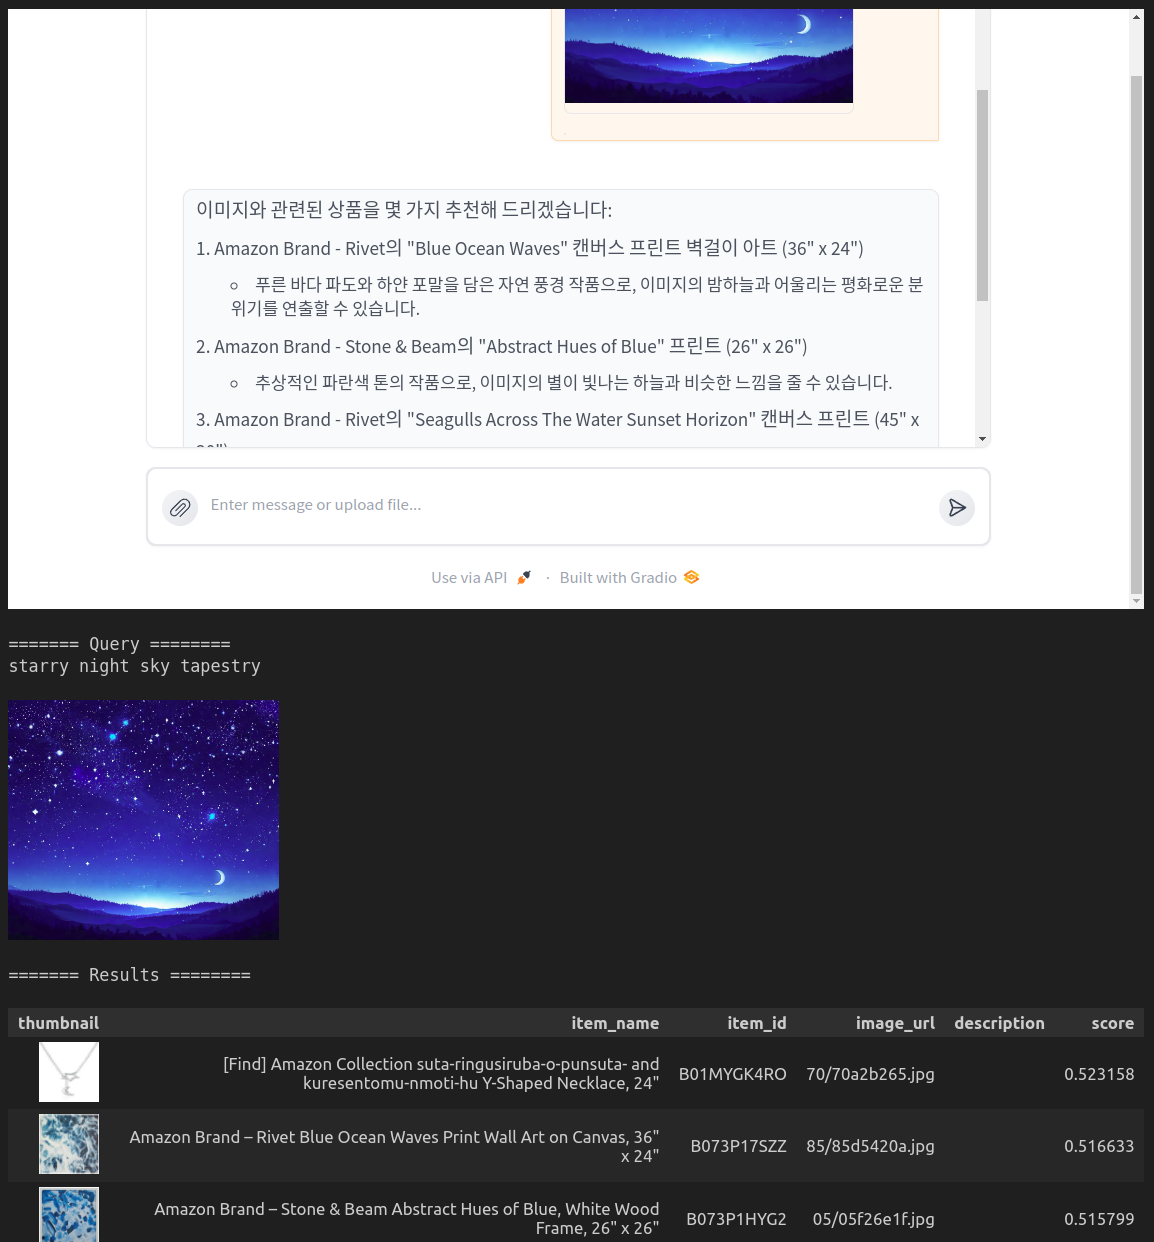 이미지와 관련된 상품을 몇 가지 추천해 드리겠습니다:
1. Amazon Brand - Rivet의 "Blue Ocean Waves" 캔버스 프린트 벽걸이 아트 (36" x 24")
푸른 바다 파도와 하얀 포말을 담은 자연 풍경 작품으로, 이미지의 밤하늘과 어울리는 평화로운 분
위기를 연출할 수 있습니다.
2. Amazon Brand - Stone & Beam의 "Abstract Hues of Blue" 프린트 (26" x 26")
추상적인 파란색 톤의 작품으로, 이미지의 별이 빛나는 하늘과 비슷한 느낌을 줄 수 있습니다.
3. Amazon Brand - Rivet의 "Seagulls Across The Water Sunset Horizon" 캔버스 프린트 (45" x
Enter message or upload file...
Use via API · Built with Gradio
======= Query ========
starry night sky tapestry
======= Results ========
thumbnail item_name item_id image_url description score
[Find] Amazon Collection suta-ringusiruba-o-punsuta- and
kuresentomu-nmoti-hu Y-Shaped Necklace, 24" B01MYGK4RO 70/70a2b265.jpg 0.523158
Amazon Brand – Rivet Blue Ocean Waves Print Wall Art on Canvas, 36"
x 24" B073P17SZZ 85/85d5420a.jpg 0.516633
Amazon Brand – Stone & Beam Abstract Hues of Blue, White Wood
Frame, 26" x 26" B073P1HYG2 05/05f26e1f.jpg 0.515799